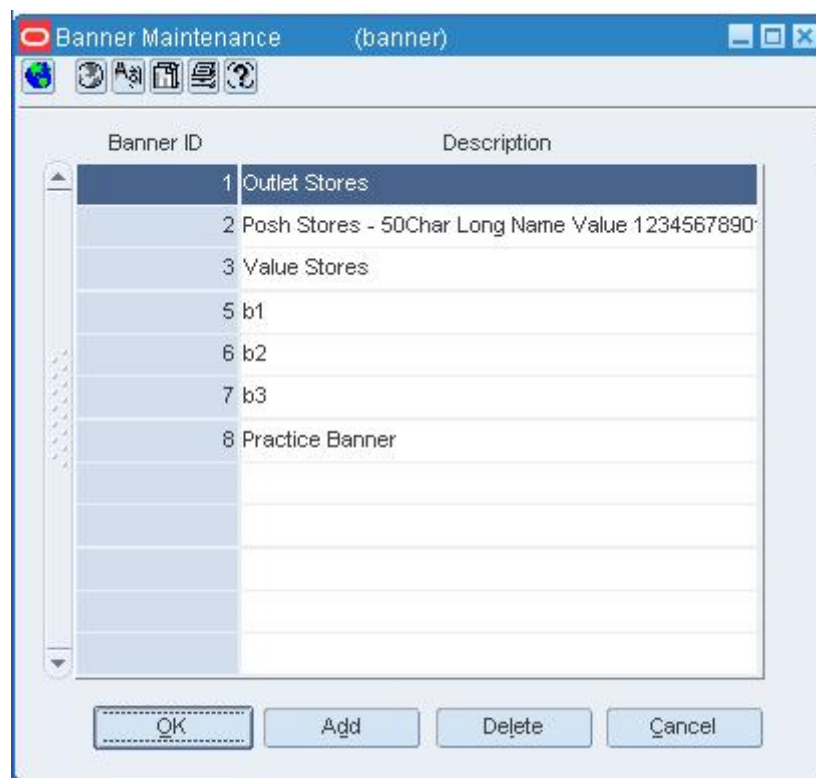 Banner Maintenance (banner)
Banner ID Description
1 Outlet Stores
2 Posh Stores - 50Char Long Name Value 1234567890
3 Value Stores
5 b1
6 b2
7 b3
8 Practice Banner
OK Add Delete Cancel